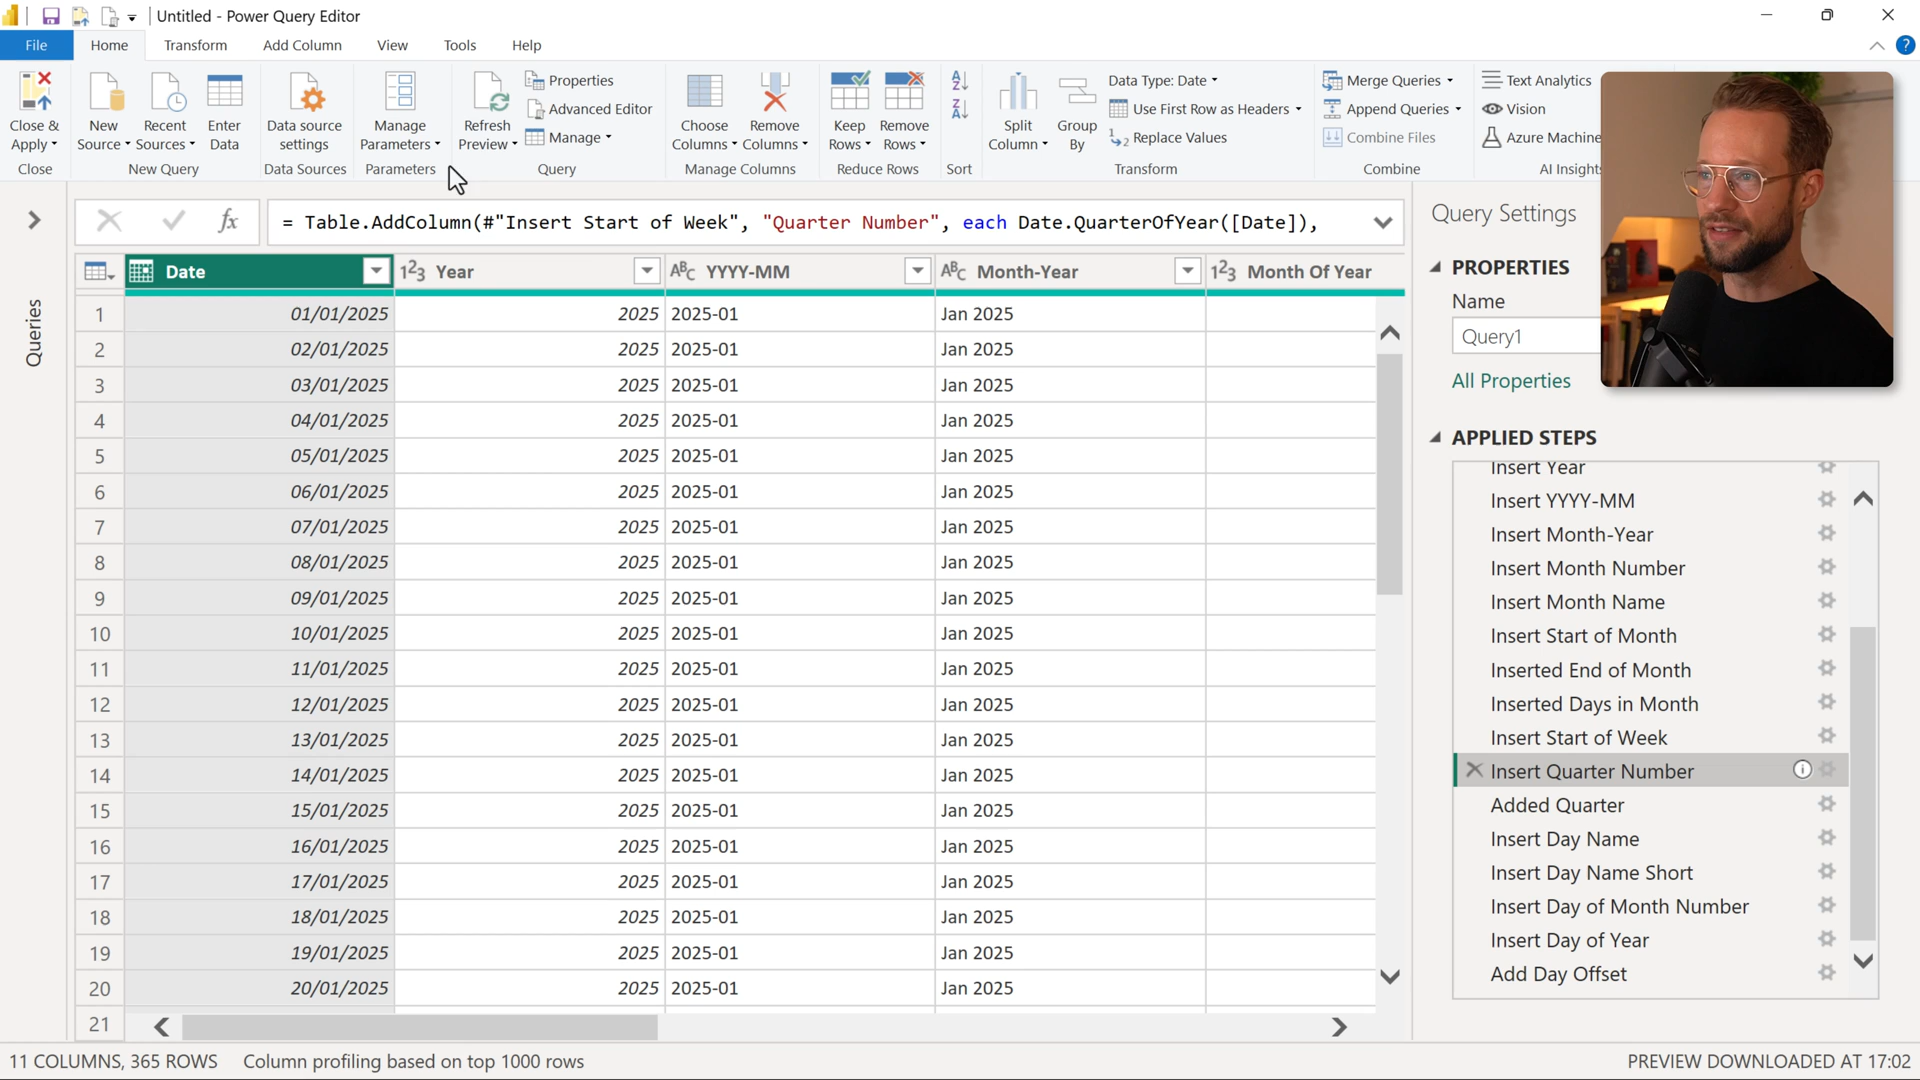 Untitled - Power Query Editor
File Home Transform Add Column View Tools Help
Close & Apply
Close
New Source
Recent Sources
Enter Data
New Query
Data source settings
Data Sources
Manage Parameters
Parameters
Refresh Preview
Properties
Advanced Editor
Manage
Query
Choose Columns
Remove Columns
Manage Columns
Keep Rows
Remove Rows
Reduce Rows
Sort
Split Column
Group By
Data Type: Date
Use First Row as Headers
Replace Values
Transform
Merge Queries
Append Queries
Combine Files
Combine
Text Analytics
Vision
Azure Machine
AI Insights
Queries
fx = Table.AddColumn(#"Insert Start of Week", "Quarter Number", each Date.QuarterOfYear([Date]),
Date 123 Year ABC YYYY-MM ABC Month-Year 123 Month Of Year
1 01/01/2025 2025 2025-01 Jan 2025
2 02/01/2025 2025 2025-01 Jan 2025
3 03/01/2025 2025 2025-01 Jan 2025
4 04/01/2025 2025 2025-01 Jan 2025
5 05/01/2025 2025 2025-01 Jan 2025
6 06/01/2025 2025 2025-01 Jan 2025
7 07/01/2025 2025 2025-01 Jan 2025
8 08/01/2025 2025 2025-01 Jan 2025
9 09/01/2025 2025 2025-01 Jan 2025
10 10/01/2025 2025 2025-01 Jan 2025
11 11/01/2025 2025 2025-01 Jan 2025
12 12/01/2025 2025 2025-01 Jan 2025
13 13/01/2025 2025 2025-01 Jan 2025
14 14/01/2025 2025 2025-01 Jan 2025
15 15/01/2025 2025 2025-01 Jan 2025
16 16/01/2025 2025 2025-01 Jan 2025
17 17/01/2025 2025 2025-01 Jan 2025
18 18/01/2025 2025 2025-01 Jan 2025
19 19/01/2025 2025 2025-01 Jan 2025
20 20/01/2025 2025 2025-01 Jan 2025
21
Query Settings
PROPERTIES
Name
Query1
All Properties
APPLIED STEPS
Insert Year
Insert YYYY-MM
Insert Month-Year
Insert Month Number
Insert Month Name
Insert Start of Month
Inserted End of Month
Inserted Days in Month
Insert Start of Week
Insert Quarter Number
Added Quarter
Insert Day Name
Insert Day Name Short
Insert Day of Month Number
Insert Day of Year
Add Day Offset
11 COLUMNS, 365 ROWS Column profiling based on top 1000 rows PREVIEW DOWNLOADED AT 17:02